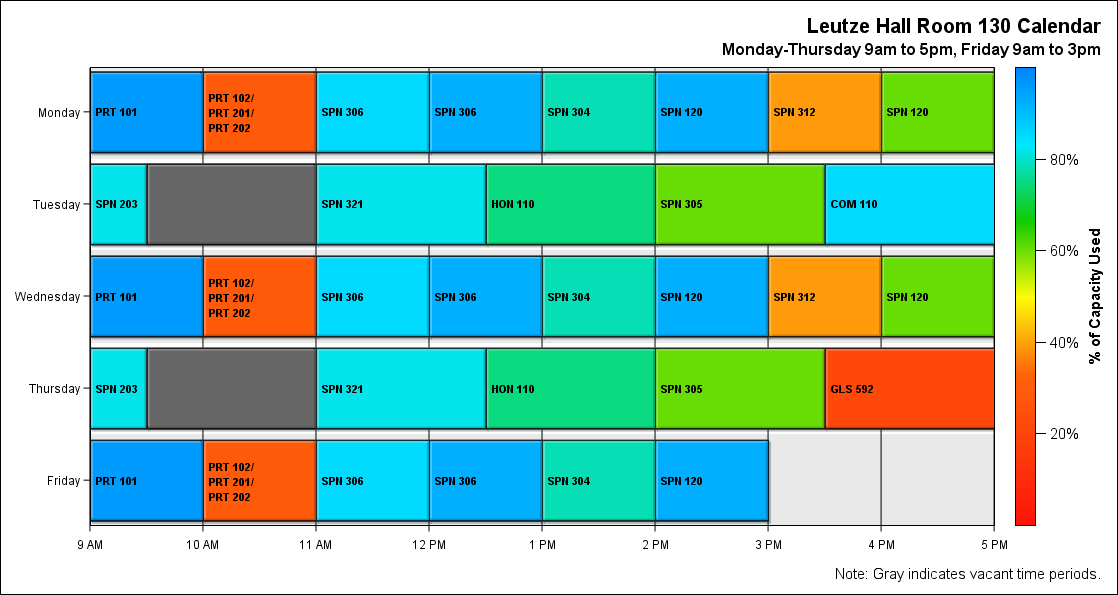 Leutze Hall Room 130 Calendar
Monday-Thursday 9am to 5pm, Friday 9am to 3pm
Monday
PRT 101
PRT 102/
PRT 201/
PRT 202
SPN 306
SPN 306
SPN 304
SPN 120
SPN 312
SPN 120
Tuesday
SPN 203
SPN 321
HON 110
SPN 305
COM 110
Wednesday
PRT 101
PRT 102/
PRT 201/
PRT 202
SPN 306
SPN 306
SPN 304
SPN 120
SPN 312
SPN 120
Thursday
SPN 203
SPN 321
HON 110
SPN 305
GLS 592
Friday
PRT 101
PRT 102/
PRT 201/
PRT 202
SPN 306
SPN 306
SPN 304
SPN 120
9 AM
10 AM
11 AM
12 PM
1 PM
2 PM
3 PM
4 PM
5 PM
80%
60%
40%
20%
% of Capacity Used
Note: Gray indicates vacant time periods.